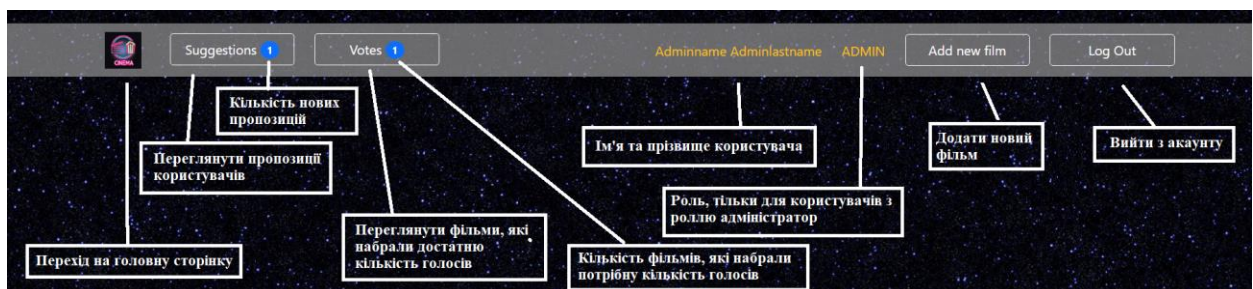 CINEMA
Suggestions 1
Votes 1
Adminname Adminlastname
ADMIN
Add new film
Log Out
Кількість нових
пропозицій
Переглянути пропозиції
користувачів
Ім'я та прізвище користувача
Додати новий
фільм
Вийти з акаунту
Роль, тільки для користувачів з
роллю адміністратор
Переглянути фільми, які
набрали достатню
кількість голосів
Перехід на головну сторінку
Кількість фільмів, які набрали
потрібну кількість голосів